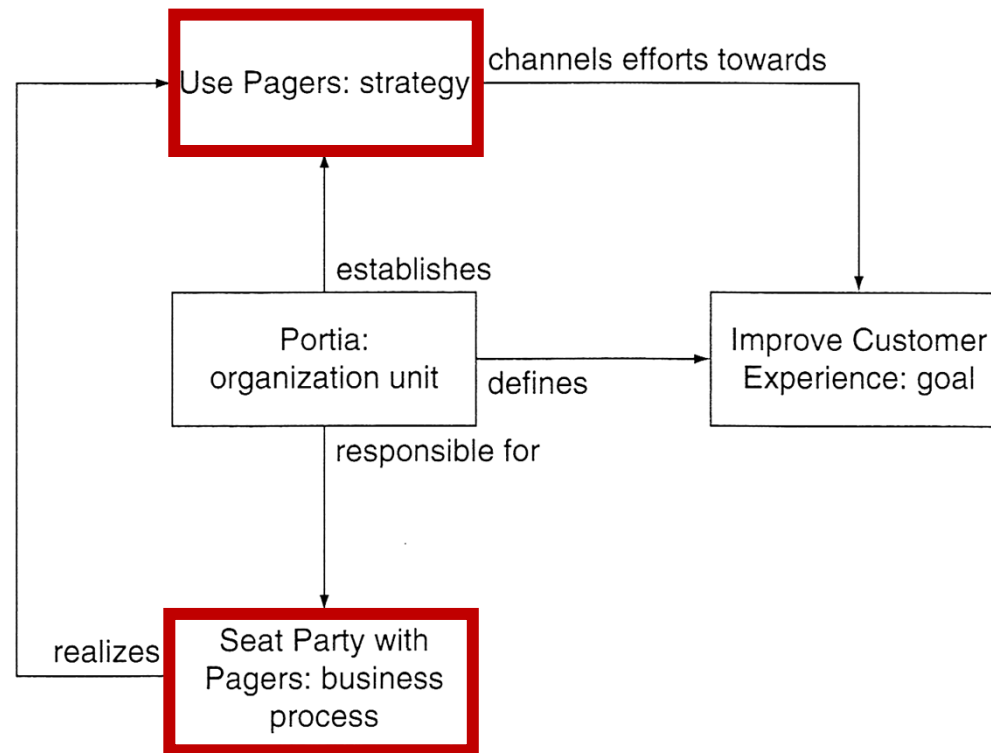 Use Pagers: strategy
channels efforts towards
establishes
Portia:
organization unit
defines
Improve Customer
Experience: goal
responsible for
realizes
Seat Party with
Pagers: business
process